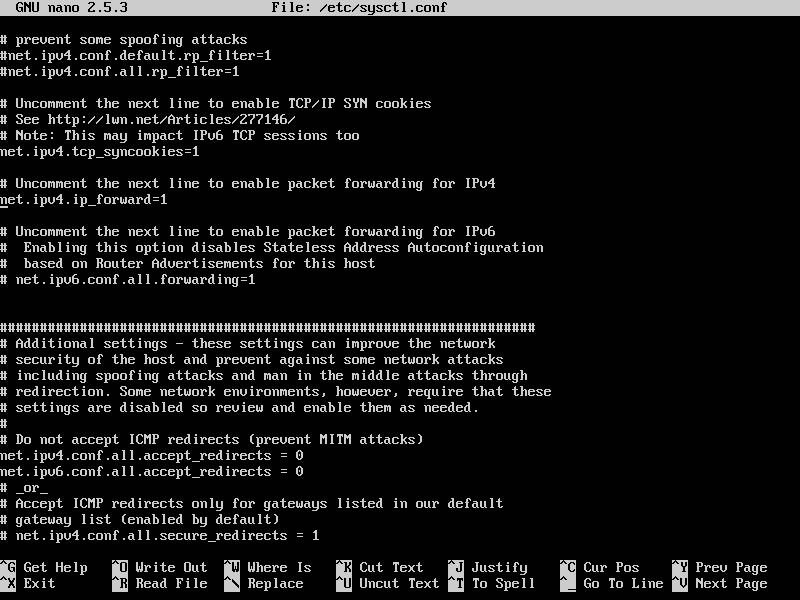 GNU nano 2.5.3 File: /etc/sysctl.conf
# prevent some spoofing attacks
#net.ipv4.conf.default.rp_filter=1
#net.ipv4.conf.all.rp_filter=1
# Uncomment the next line to enable TCP/IP SYN cookies
# See http://lwn.net/Articles/277146/
# Note: This may impact IPv6 TCP sessions too
net.ipv4.tcp_syncookies=1
# Uncomment the next line to enable packet forwarding for IPv4
net.ipv4.ip_forward=1
# Uncomment the next line to enable packet forwarding for IPv6
#  Enabling this option disables Stateless Address Autoconfiguration
#  based on Router Advertisements for this host
# net.ipv6.conf.all.forwarding=1
###################################################################
# Additional settings - these settings can improve the network
# security of the host and prevent against some network attacks
# including spoofing attacks and man in the middle attacks through
# redirection. Some network environments, however, require that these
# settings are disabled so review and enable them as needed.
#
# Do not accept ICMP redirects (prevent MITM attacks)
net.ipv4.conf.all.accept_redirects = 0
net.ipv6.conf.all.accept_redirects = 0
# _or_
# Accept ICMP redirects only for gateways listed in our default
# gateway list (enabled by default)
# net.ipv4.conf.all.secure_redirects = 1
^G Get Help ^O Write Out ^W Where Is ^K Cut Text ^J Justify ^C Cur Pos ^Y Prev Page
^X Exit ^R Read File ^\ Replace ^U Uncut Text ^T To Spell ^_ Go To Line ^V Next Page